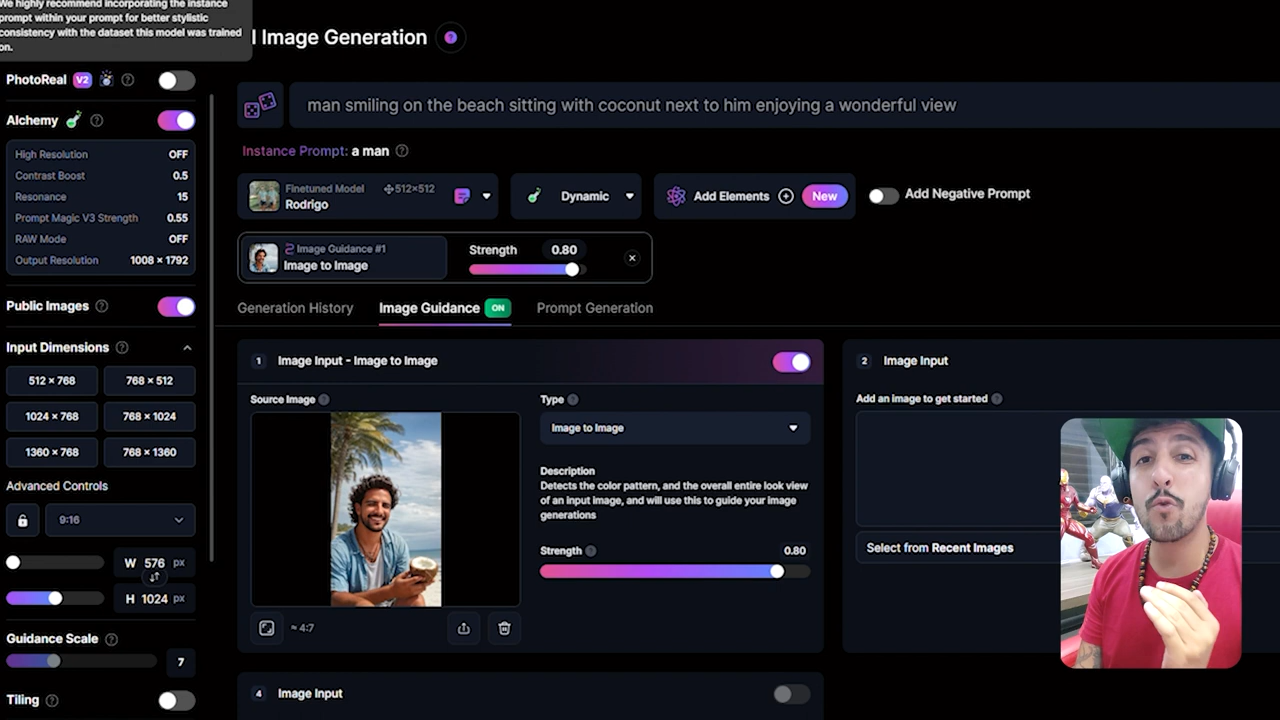 We highly recommend incorporating the instance
prompt within your prompt for better stylistic
consistency with the dataset this model was trained
on.
I Image Generation
?
PhotoReal V2 ?
Alchemy ?
High Resolution OFF
Contrast Boost 0.5
Resonance 15
Prompt Magic V3 Strength 0.55
RAW Mode OFF
Output Resolution 1008 × 1792
Public Images ?
Input Dimensions ?
512 × 768 768 × 512
1024 × 768 768 × 1024
1360 × 768 768 × 1360
Advanced Controls
9:16
W 576 px
H 1024 px
Guidance Scale ?
7
Tiling ?
man smiling on the beach sitting with coconut next to him enjoying a wonderful view
Instance Prompt: a man ?
Finetuned Model 512×512
Rodrigo
Dynamic
Add Elements New
Add Negative Prompt
Image Guidance #1
Image to Image
Strength 0.80
Generation History Image Guidance ON Prompt Generation
1 Image Input - Image to Image
Source Image ?
≈ 4:7
Type ?
Image to Image
Description
Detects the color pattern, and the overall entire look view
of an input image, and will use this to guide your image
generations
Strength ? 0.80
2 Image Input
Add an image to get started ?
Select from Recent Images
4 Image Input